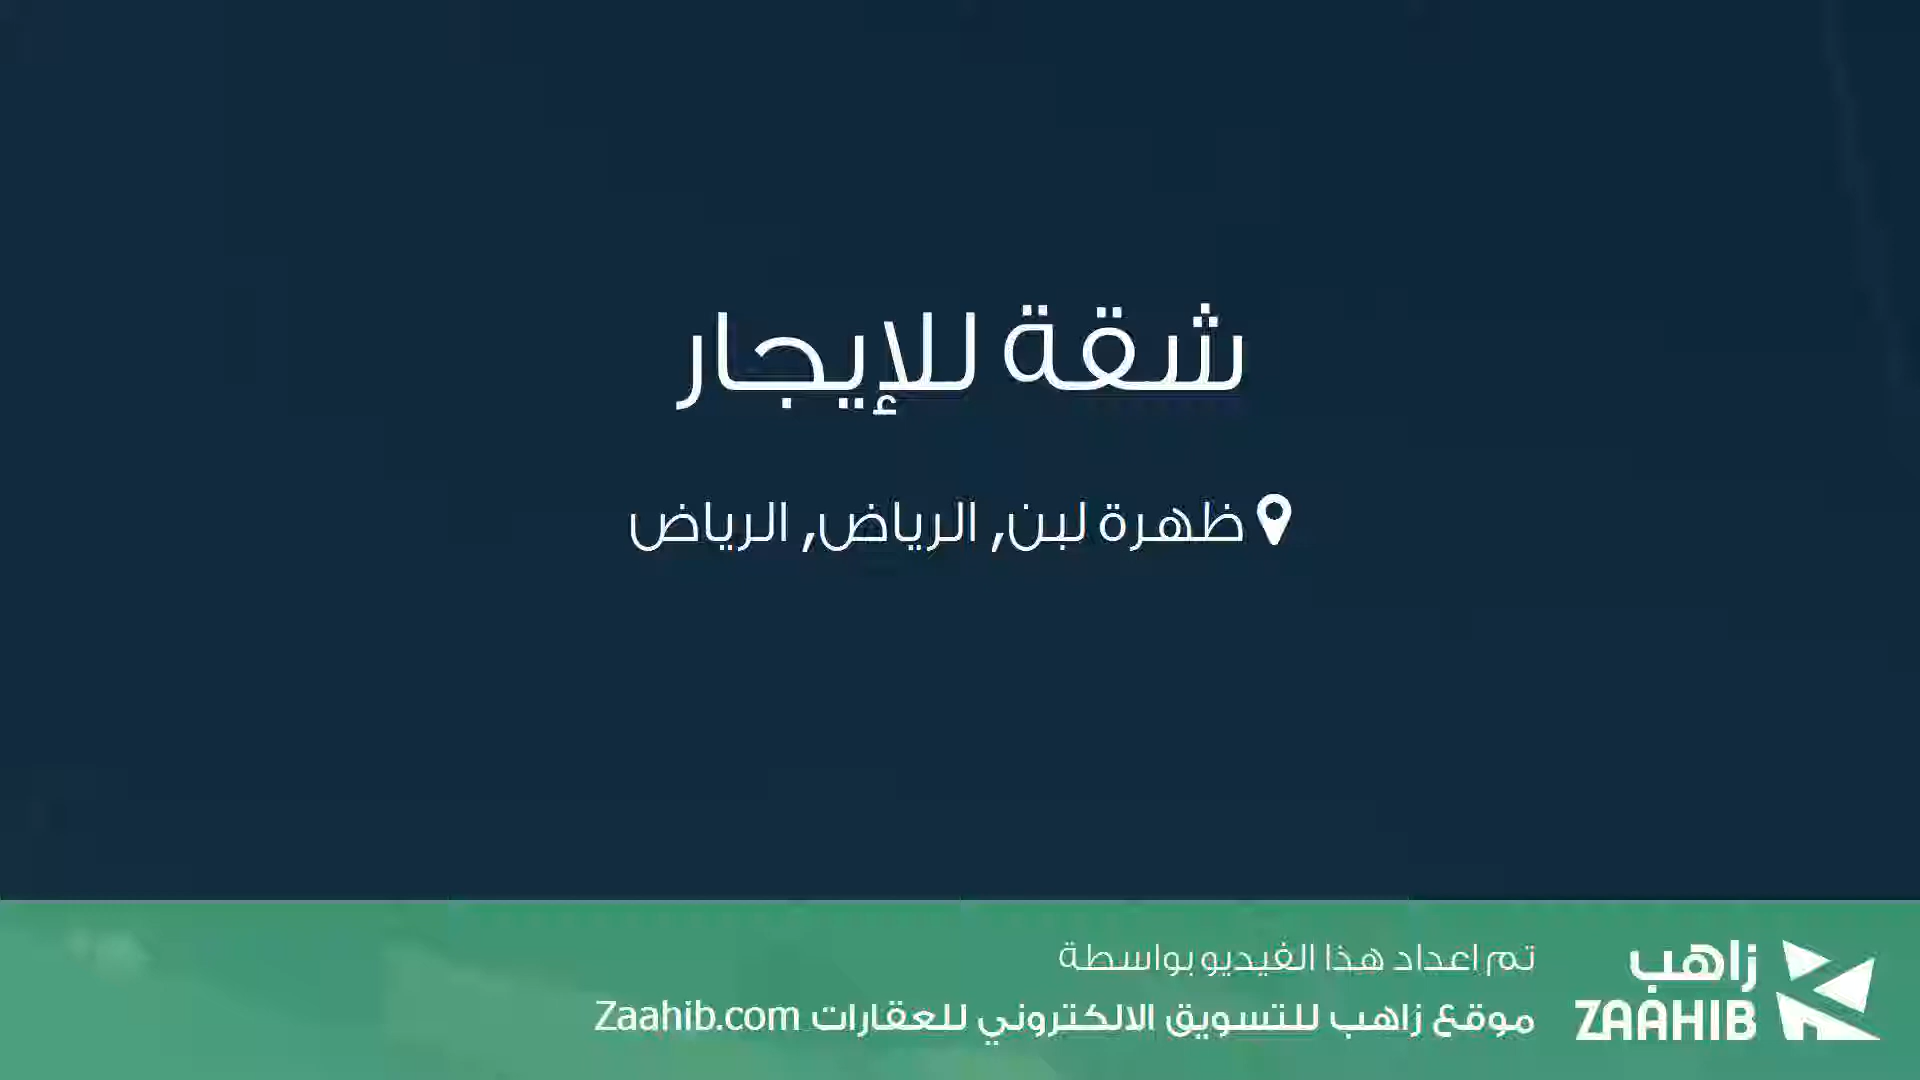 شقة للإيجار
ظهرة لبن, الرياض, الرياض
زاهب
ZAAHIB
تم اعداد هذا الفيديو بواسطة
موقع زاهب للتسويق الالكتروني للعقارات Zaahib.com